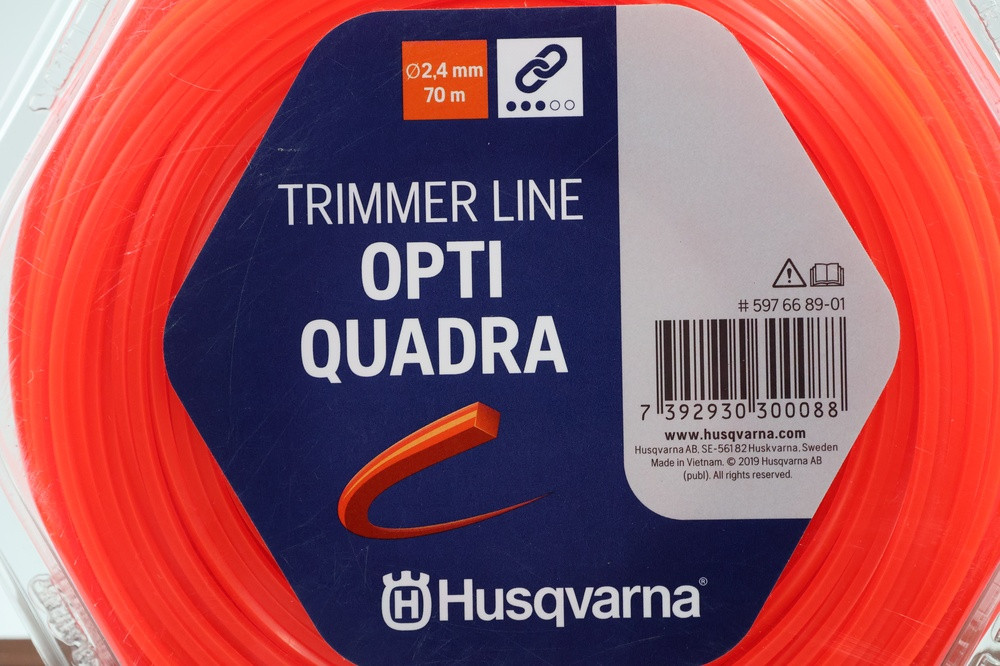 Ø2,4 mm
70 m
TRIMMER LINE
OPTI
QUADRA
# 597 66 89-01
7 392930 300088
www.husqvarna.com
Husqvarna AB, SE-561 82 Huskvarna, Sweden
Made in Vietnam. © 2019 Husqvarna AB
(publ). All rights reserved.
H Husqvarna®